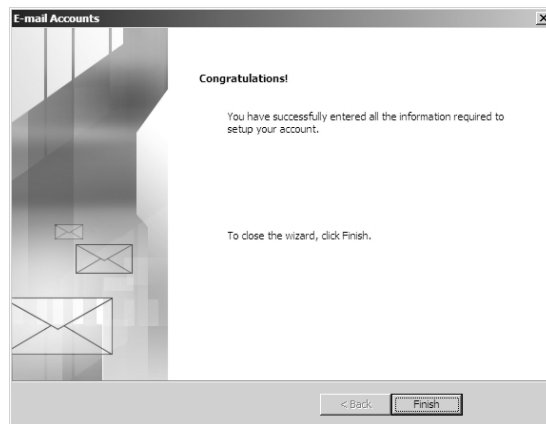 E-mail Accounts
Congratulations!
You have successfully entered all the information required to
setup your account.
To close the wizard, click Finish.
< Back
Finish